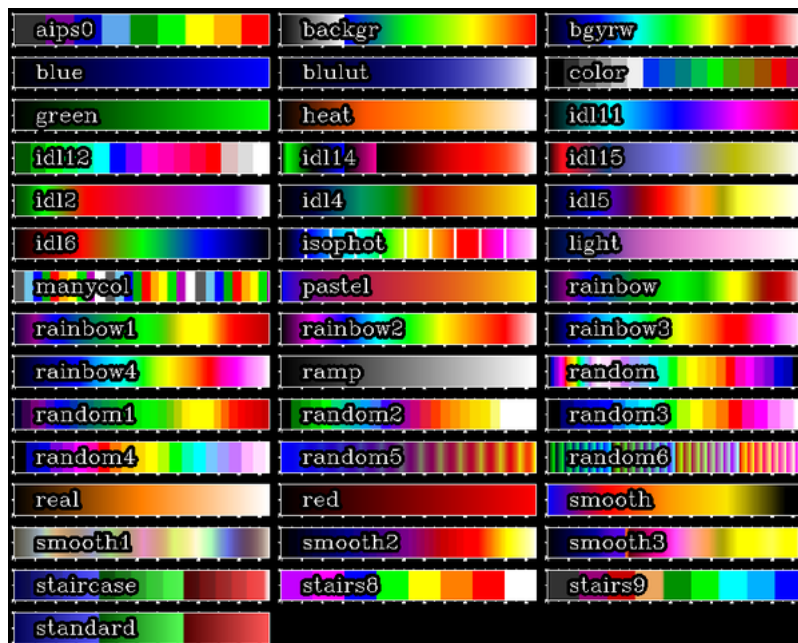 aips0 backgr bgyrw
blue blulut color
green heat idl11
idl12 idl14 idl15
idl2 idl4 idl5
idl6 isophot light
manycol pastel rainbow
rainbow1 rainbow2 rainbow3
rainbow4 ramp random
random1 random2 random3
random4 random5 random6
real red smooth
smooth1 smooth2 smooth3
staircase stairs8 stairs9
standard